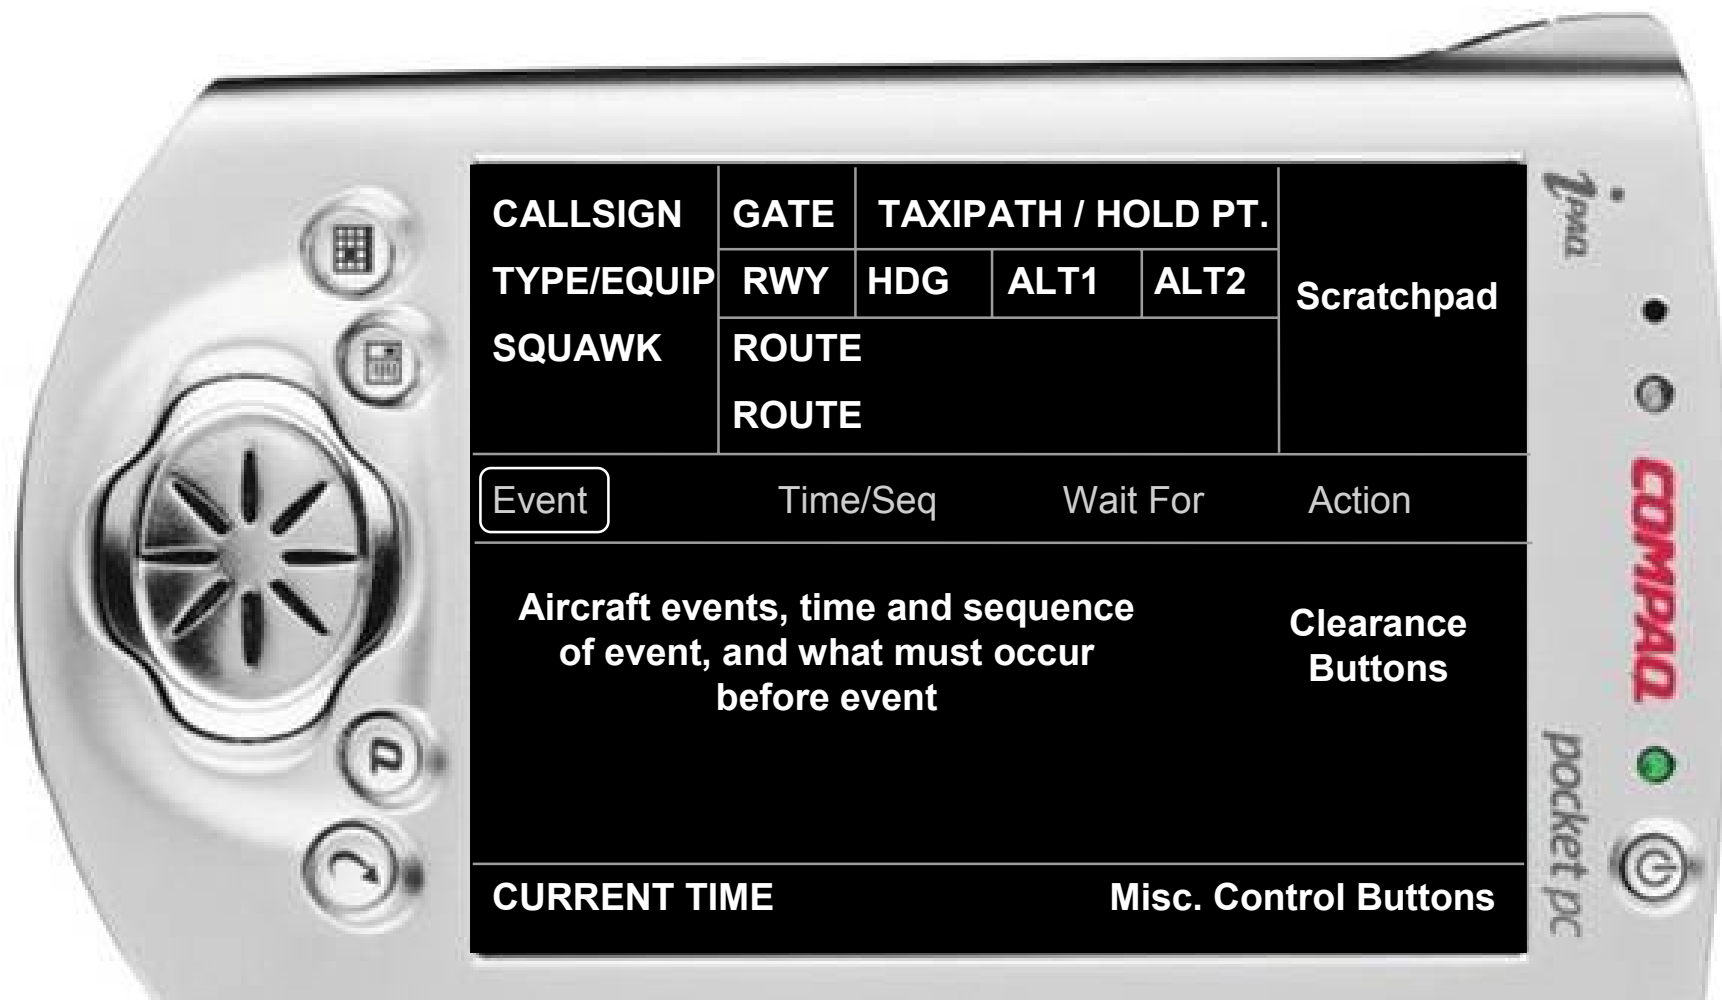 CALLSIGN
GATE
TAXIPATH / HOLD PT.
TYPE/EQUIP
RWY
HDG
ALT1
ALT2
Scratchpad
SQUAWK
ROUTE
ROUTE
Event
Time/Seq
Wait For
Action
Aircraft events, time and sequence
of event, and what must occur
before event
Clearance
Buttons
CURRENT TIME
Misc. Control Buttons
iPAQ
COMPAQ
pocket pc